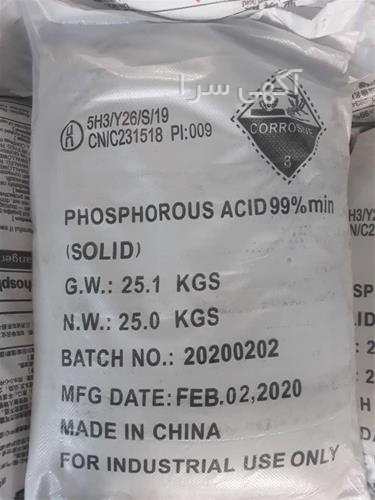 آگهی سرا
5H3/Y26/S/19
CN/C231518 PI:009
CORROSIVE
8
PHOSPHOROUS ACID 99%min
(SOLID)
G.W.: 25.1 KGS
N.W.: 25.0 KGS
BATCH NO.: 20200202
MFG DATE: FEB.02,2020
MADE IN CHINA
FOR INDUSTRIAL USE ONLY